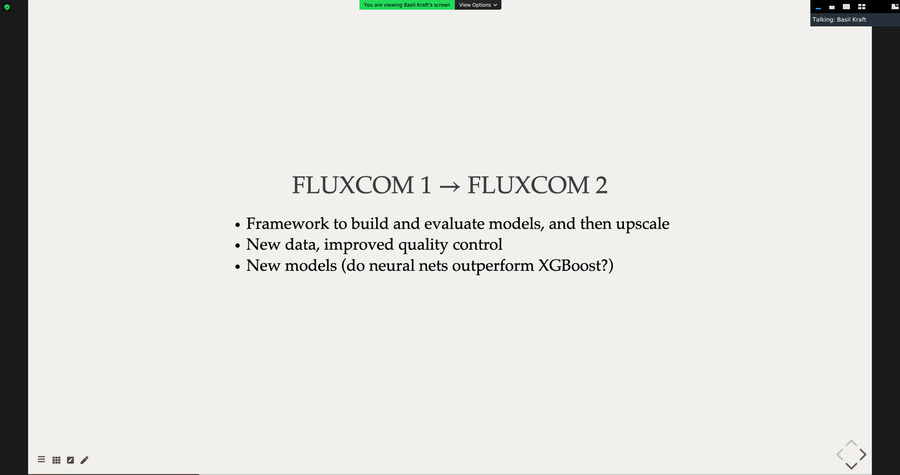 You are viewing Basil Kraft's screen View Options
Talking: Basil Kraft
FLUXCOM 1 → FLUXCOM 2
• Framework to build and evaluate models, and then upscale
• New data, improved quality control
• New models (do neural nets outperform XGBoost?)